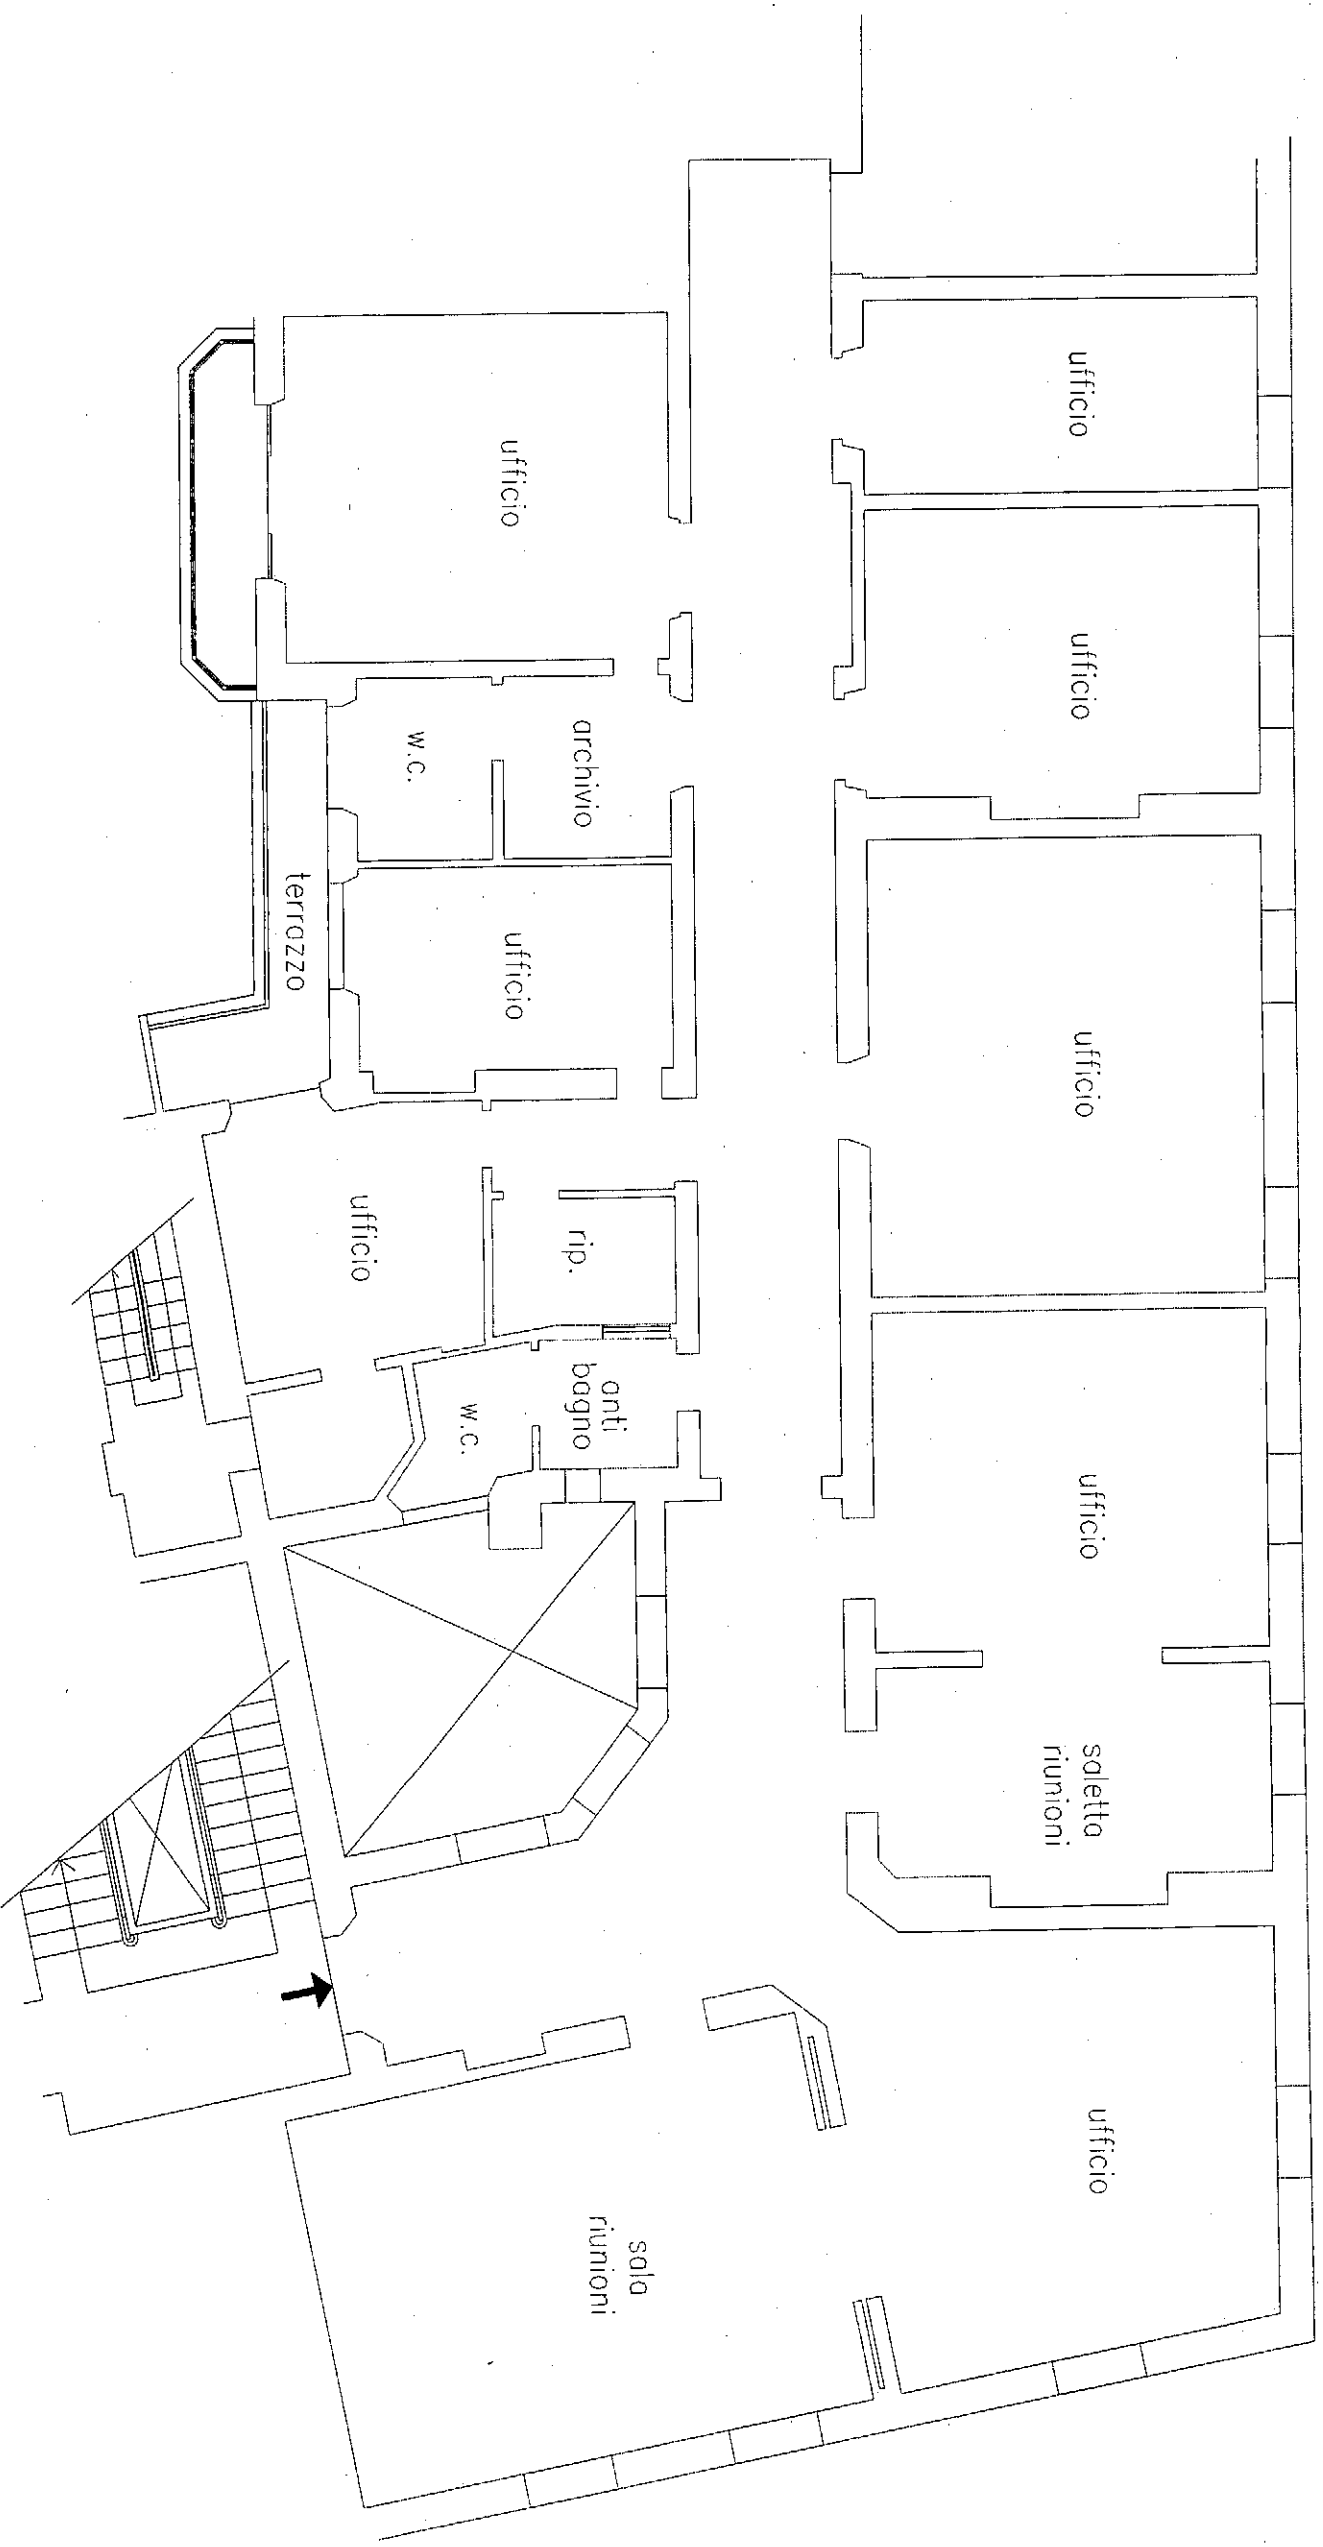 ufficio
ufficio
ufficio
ufficio
saletta
riunioni
ufficio
ufficio
archivio
w.c.
ufficio
terrazzo
ufficio
rip.
anti
bagno
w.c.
sala
riunioni